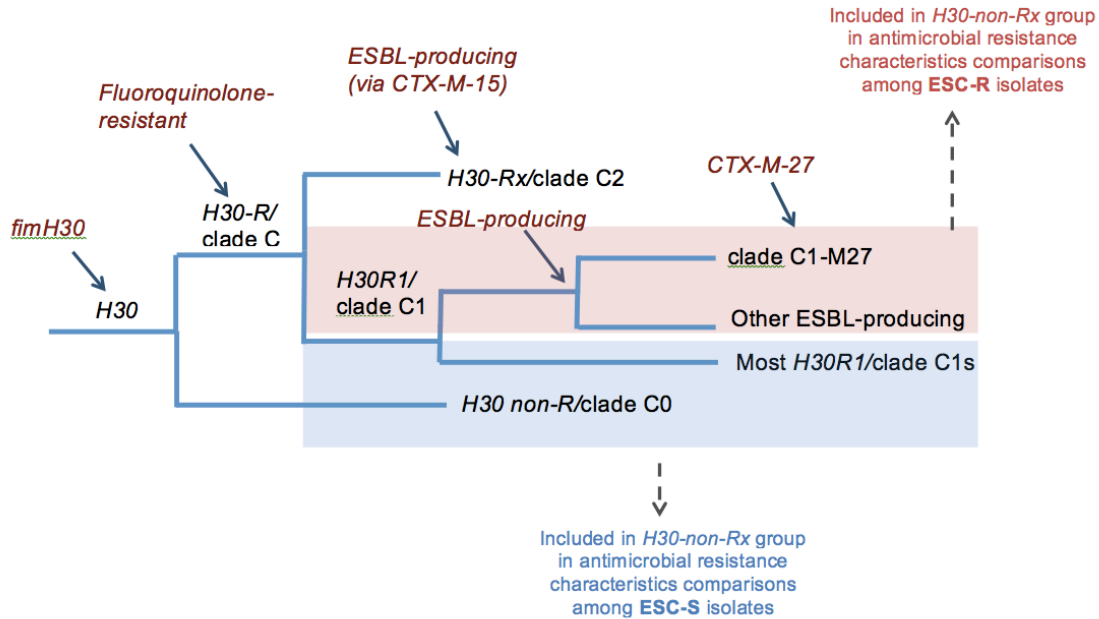 Included in H30-non-Rx group
in antimicrobial resistance
characteristics comparisons
among ESC-R isolates
ESBL-producing
(via CTX-M-15)
Fluoroquinolone-
resistant
H30-Rx/clade C2
CTX-M-27
fimH30
H30-R/
clade C
ESBL-producing
clade C1-M27
H30R1/
clade C1
H30
Other ESBL-producing
Most H30R1/clade C1s
H30 non-R/clade C0
Included in H30-non-Rx group
in antimicrobial resistance
characteristics comparisons
among ESC-S isolates